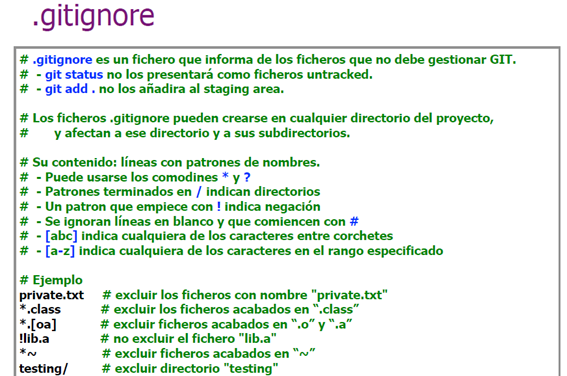 .gitignore
# .gitignore es un fichero que informa de los ficheros que no debe gestionar GIT.
# - git status no los presentará como ficheros untracked.
# - git add . no los añadira al staging area.
# Los ficheros .gitignore pueden crearse en cualquier directorio del proyecto,
# y afectan a ese directorio y a sus subdirectorios.
# Su contenido: líneas con patrones de nombres.
# - Puede usarse los comodines * y ?
# - Patrones terminados en / indican directorios
# - Un patron que empiece con ! indica negación
# - Se ignoran líneas en blanco y que comiencen con #
# - [abc] indica cualquiera de los caracteres entre corchetes
# - [a-z] indica cualquiera de los caracteres en el rango especificado
# Ejemplo
private.txt # excluir los ficheros con nombre "private.txt"
*.class # excluir los ficheros acabados en “.class”
*.[oa] # excluir ficheros acabados en “.o” y “.a”
!lib.a # no excluir el fichero "lib.a"
*~ # excluir ficheros acabados en “~”
testing/ # excluir directorio "testing"